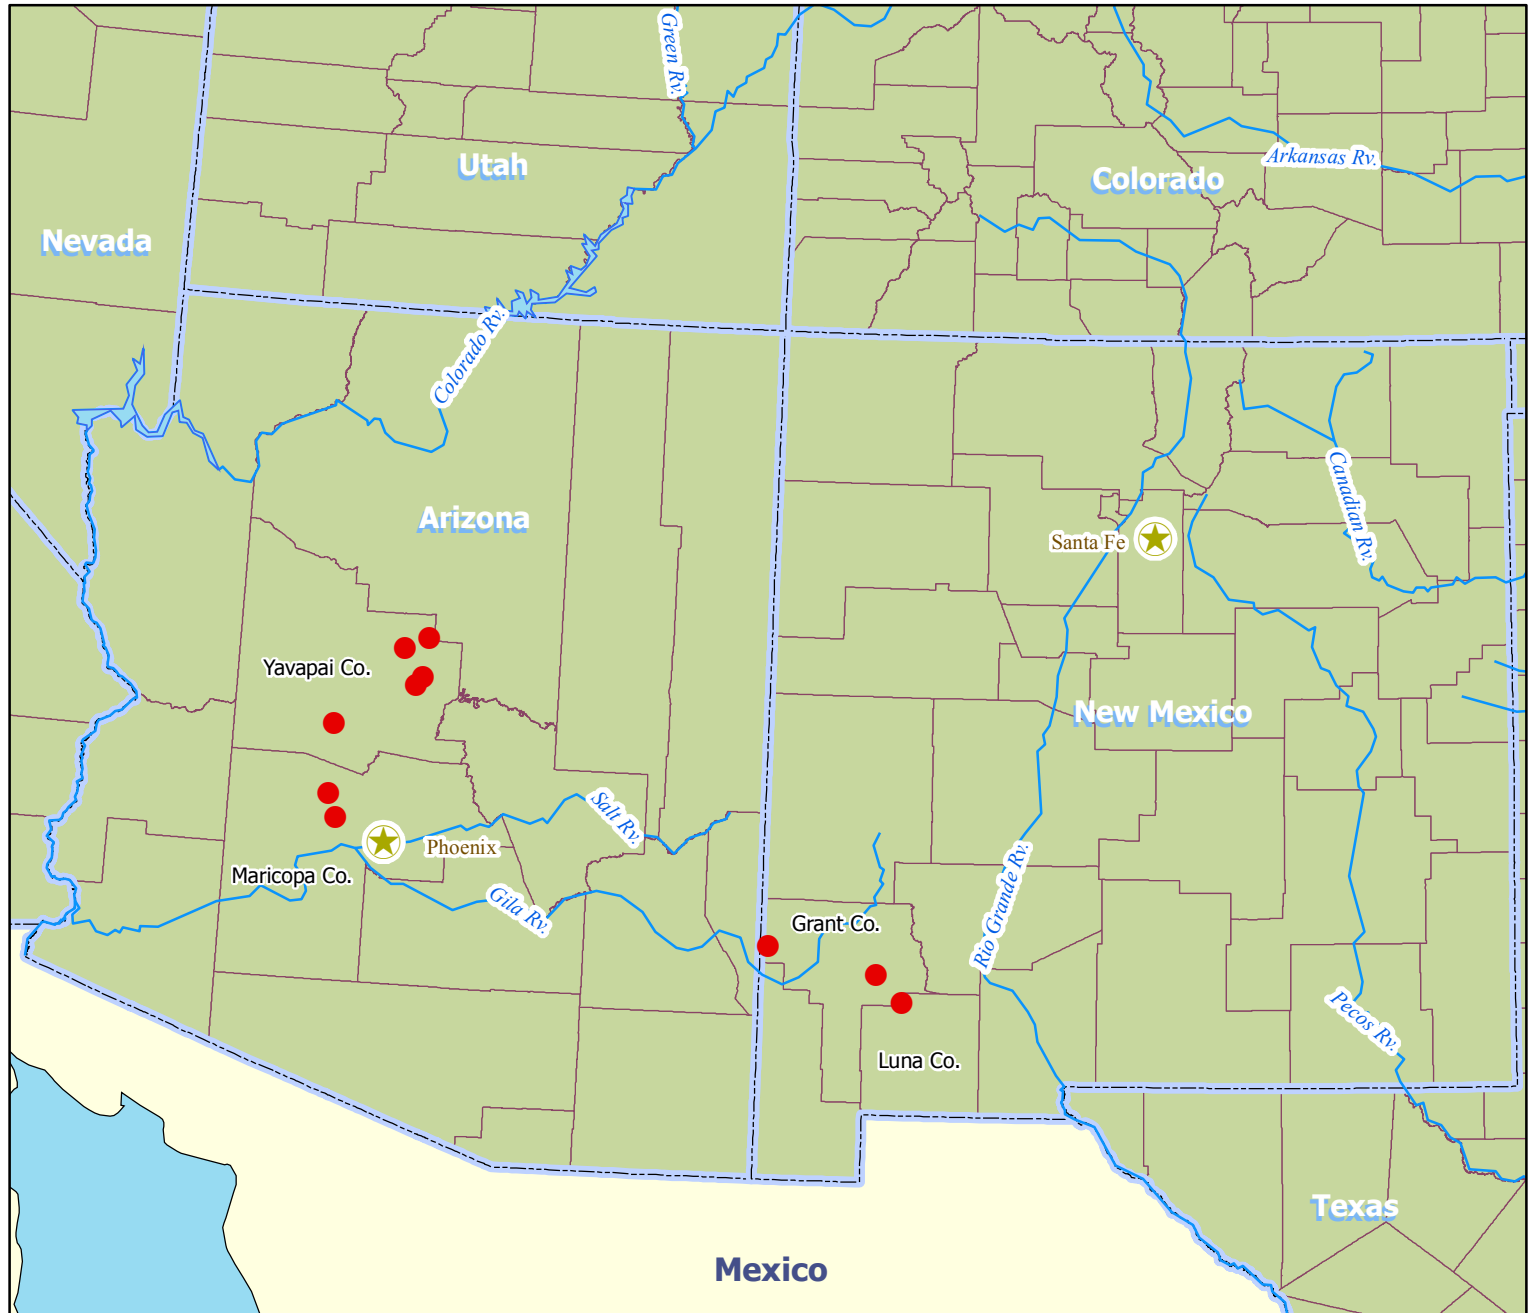 Green Rv.
Utah
Colorado
Arkansas Rv.
Nevada
Colorado Rv.
Arizona
Canadian Rv.
Santa Fe
Yavapai Co.
New Mexico
Salt Rv.
Phoenix
Maricopa Co.
Gila Rv.
Grant Co.
Rio Grande Rv.
Pecos Rv.
Luna Co.
Texas
Mexico